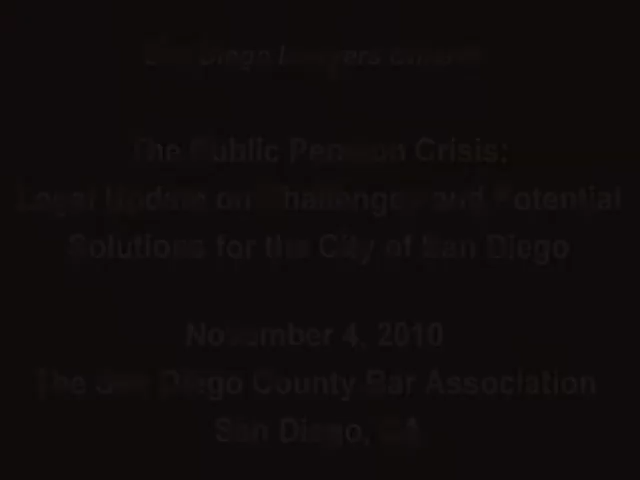 San Diego Lawyers
The Public Pension Crisis:
Legal Update on Challenges and Potential
Solutions for the City of San Diego
November 4, 2010
The San Diego County Bar Association
San Diego, CA